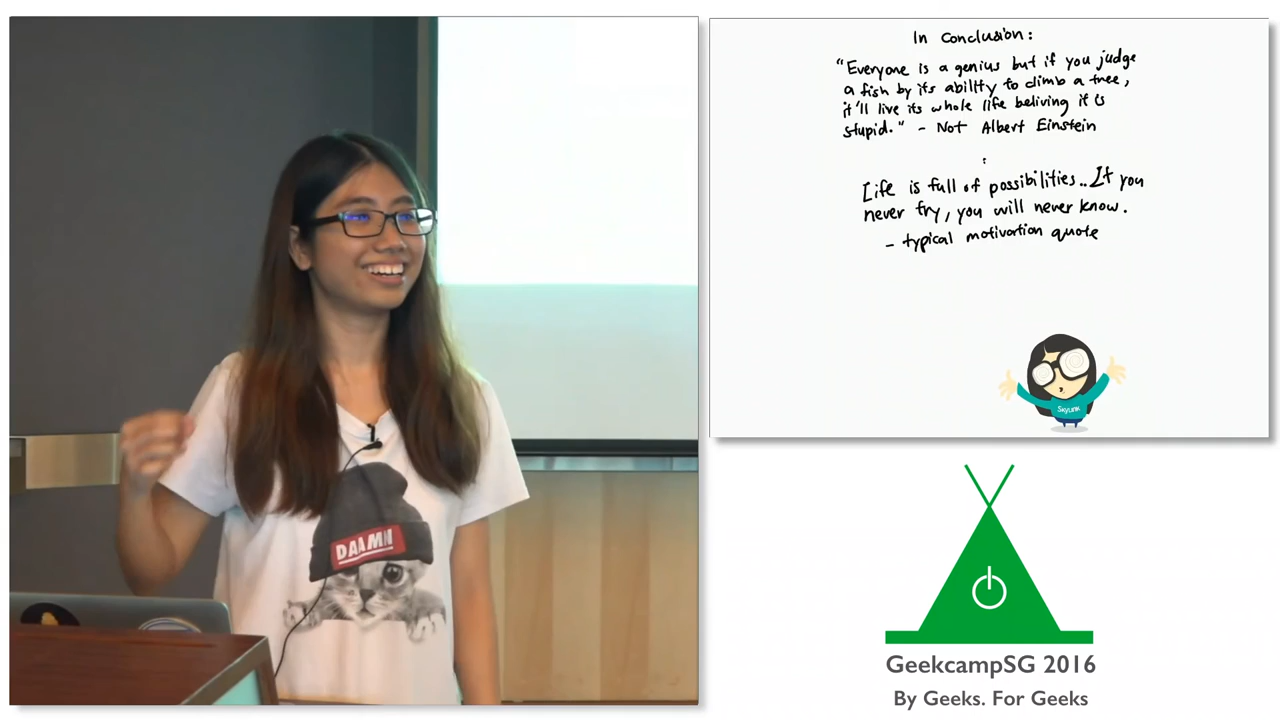 DAAMN
In Conclusion:
"Everyone is a genius but if you judge
a fish by its ability to climb a tree,
it'll live its whole life beliving it is
stupid." - Not Albert Einstein
Life is full of possibilities.. If you
never try, you will never know.
- typical motivation quote
Skylink
GeekcampSG 2016
By Geeks. For Geeks